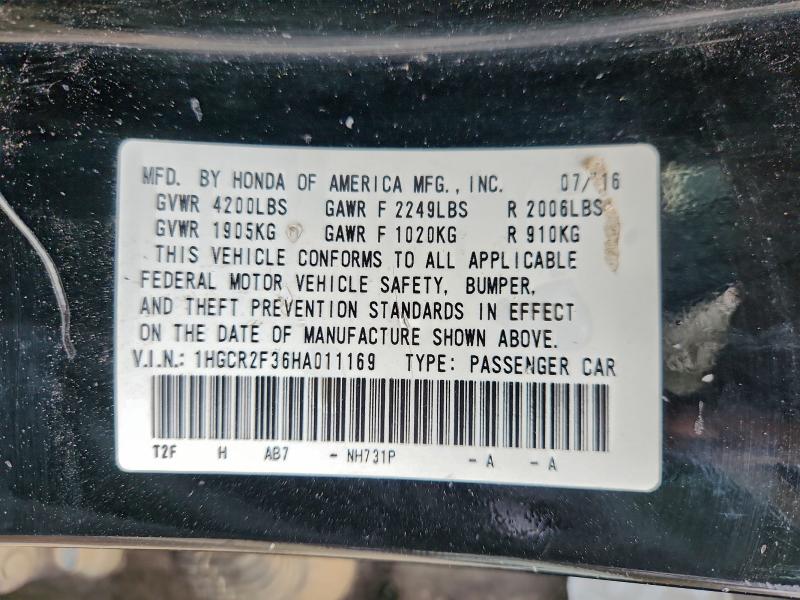 MFD. BY HONDA OF AMERICA MFG., INC. 07/16
GVWR 4200LBS GAWR F 2249LBS R 2006LBS
GVWR 1905KG GAWR F 1020KG R 910KG
THIS VEHICLE CONFORMS TO ALL APPLICABLE
FEDERAL MOTOR VEHICLE SAFETY, BUMPER,
AND THEFT PREVENTION STANDARDS IN EFFECT
ON THE DATE OF MANUFACTURE SHOWN ABOVE.
V.I.N.: 1HGCR2F36HA011169 TYPE: PASSENGER CAR
T2F H AB7 - NH731P - A - A